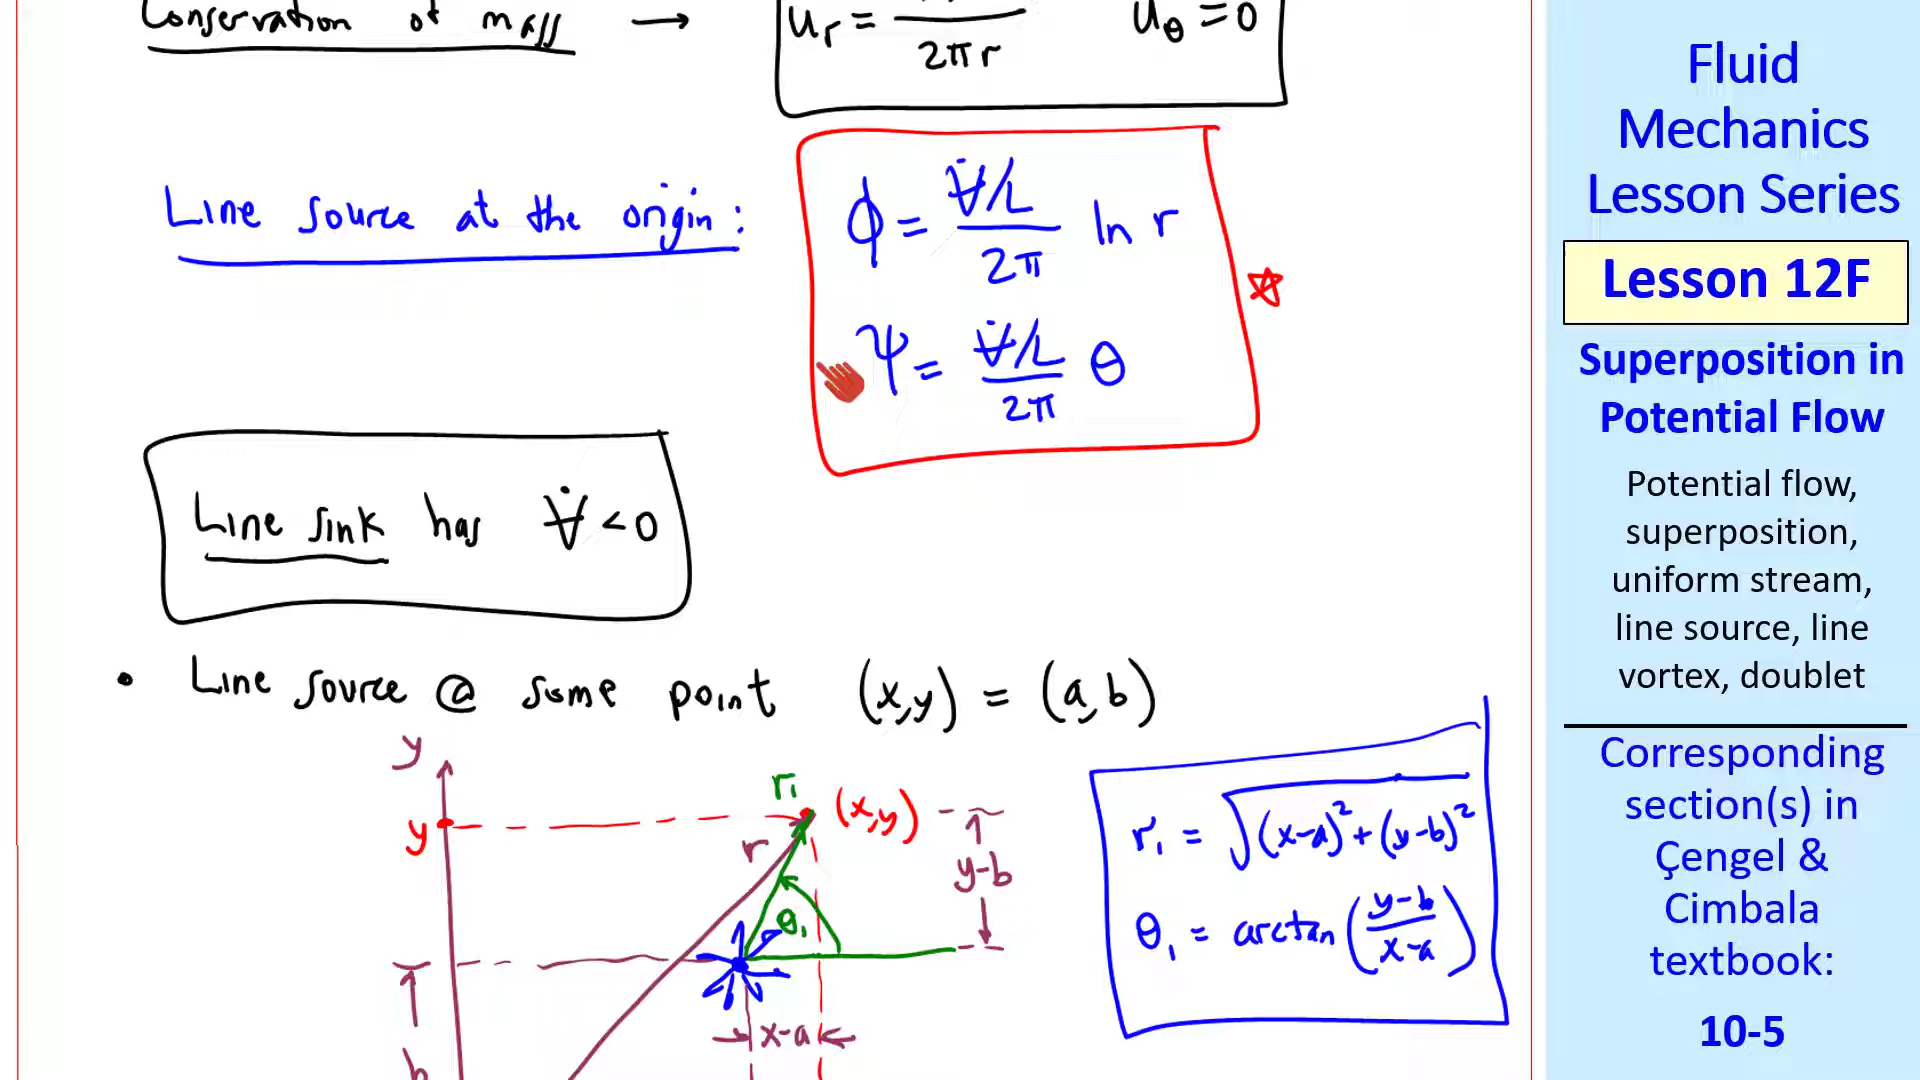 Conservation of mass → u_r = ‾‾‾/2πr u_θ = 0
Line source at the origin:
ϕ = (V̶̇/L)/2π ln r
Ψ = (V̶̇/L)/2π θ
Line sink has V̶̇ < 0
• Line source @ some point (x,y) = (a,b)
y
r₁
(x,y)
y
r
y-b
θ₁
x-a
b
r₁ = √((x-a)² + (y-b)²)
θ₁ = arctan((y-b)/(x-a))
Fluid
Mechanics
Lesson Series
Lesson 12F
Superposition in
Potential Flow
Potential flow,
superposition,
uniform stream,
line source, line
vortex, doublet
Corresponding
section(s) in
Çengel &
Cimbala
textbook:
10-5